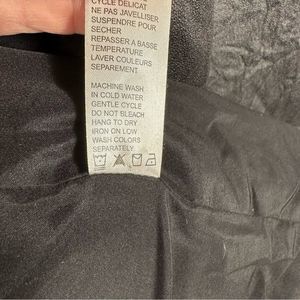 CYCLE DELICAT
NE PAS JAVELLISER
SUSPENDRE POUR
SECHER
REPASSER A BASSE
TEMPERATURE
LAVER COULEURS
SEPAREMENT
MACHINE WASH
IN COLD WATER
GENTLE CYCLE
DO NOT BLEACH
HANG TO DRY
IRON ON LOW
WASH COLORS
SEPARATELY